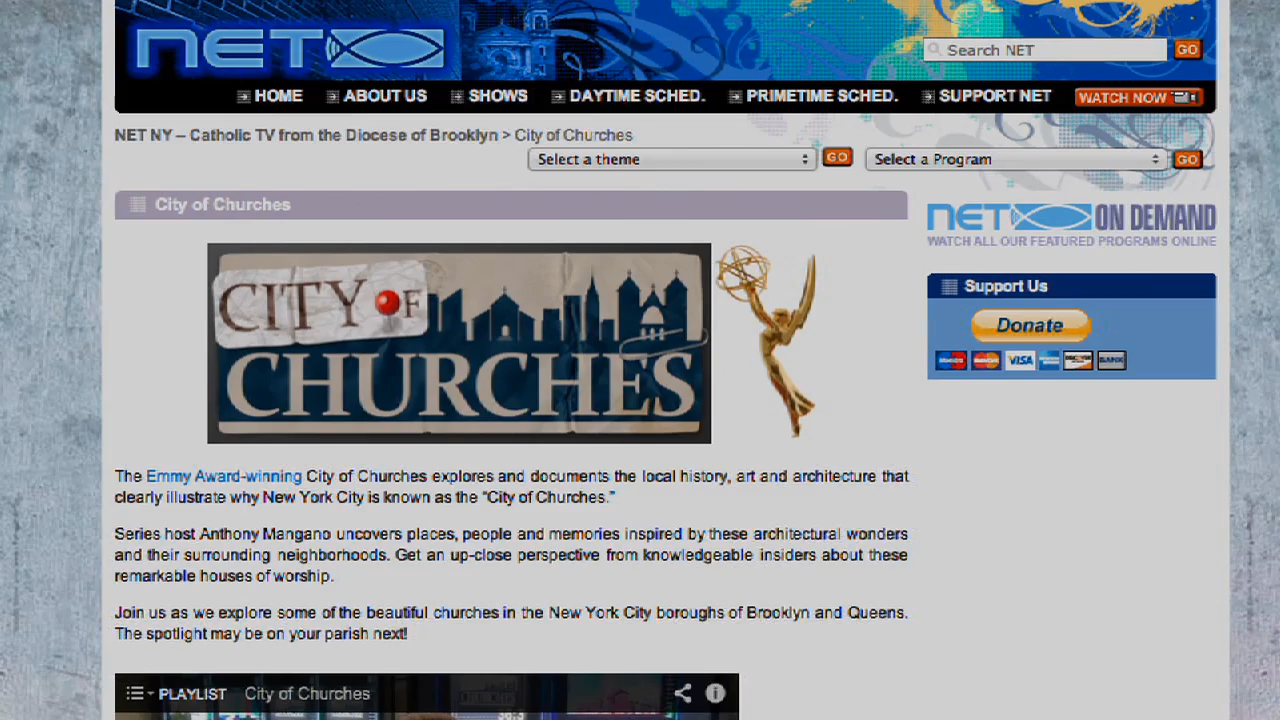 NET
Search NET
GO
HOME ABOUT US SHOWS DAYTIME SCHED. PRIMETIME SCHED. SUPPORT NET WATCH NOW
NET NY – Catholic TV from the Diocese of Brooklyn > City of Churches
Select a theme GO Select a Program GO
City of Churches
NET ON DEMAND
WATCH ALL OUR FEATURED PROGRAMS ONLINE
CITY OF
CHURCHES
Support Us
Donate
VISA
The Emmy Award-winning City of Churches explores and documents the local history, art and architecture that
clearly illustrate why New York City is known as the “City of Churches.”
Series host Anthony Mangano uncovers places, people and memories inspired by these architectural wonders
and their surrounding neighborhoods. Get an up-close perspective from knowledgeable insiders about these
remarkable houses of worship.
Join us as we explore some of the beautiful churches in the New York City boroughs of Brooklyn and Queens.
The spotlight may be on your parish next!
PLAYLIST City of Churches